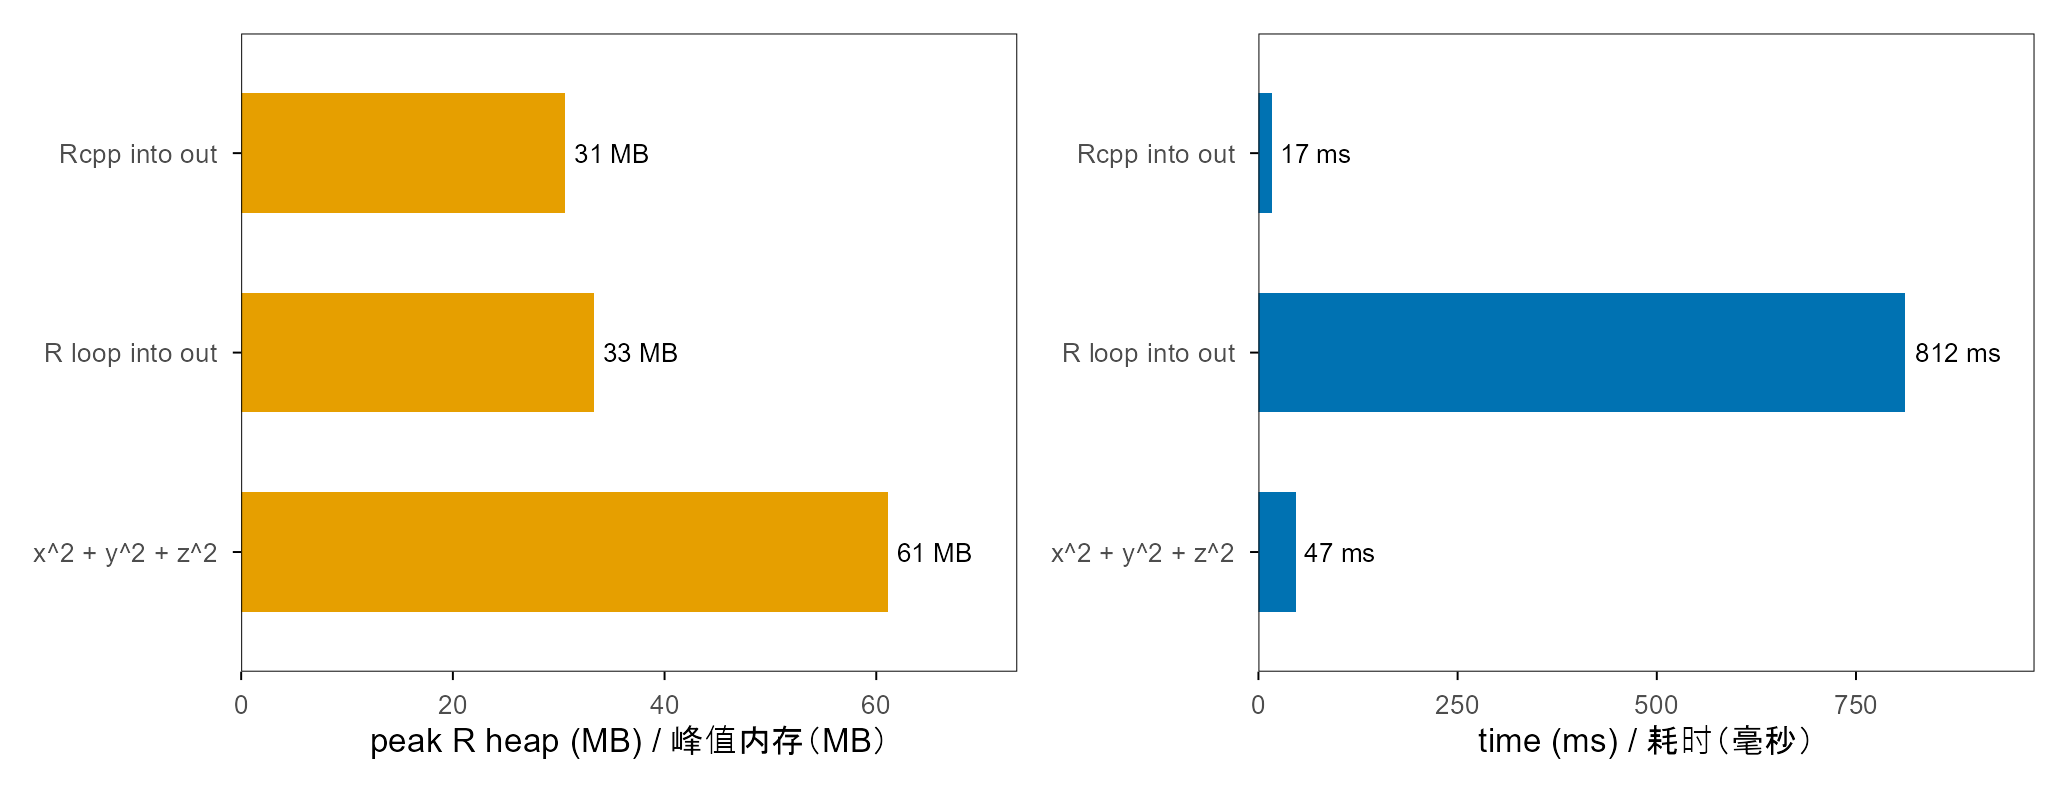 Rcpp into out
31 MB
R loop into out
33 MB
x^2 + y^2 + z^2
61 MB
0 20 40 60
peak R heap (MB) / 峰值内存（MB）
Rcpp into out
17 ms
R loop into out
812 ms
x^2 + y^2 + z^2
47 ms
0 250 500 750
time (ms) / 耗时（毫秒）